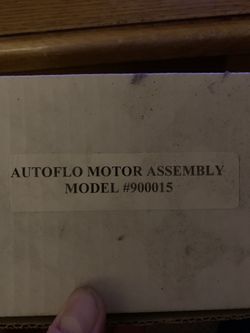 AUTOFLO MOTOR ASSEMBLY
MODEL #900015